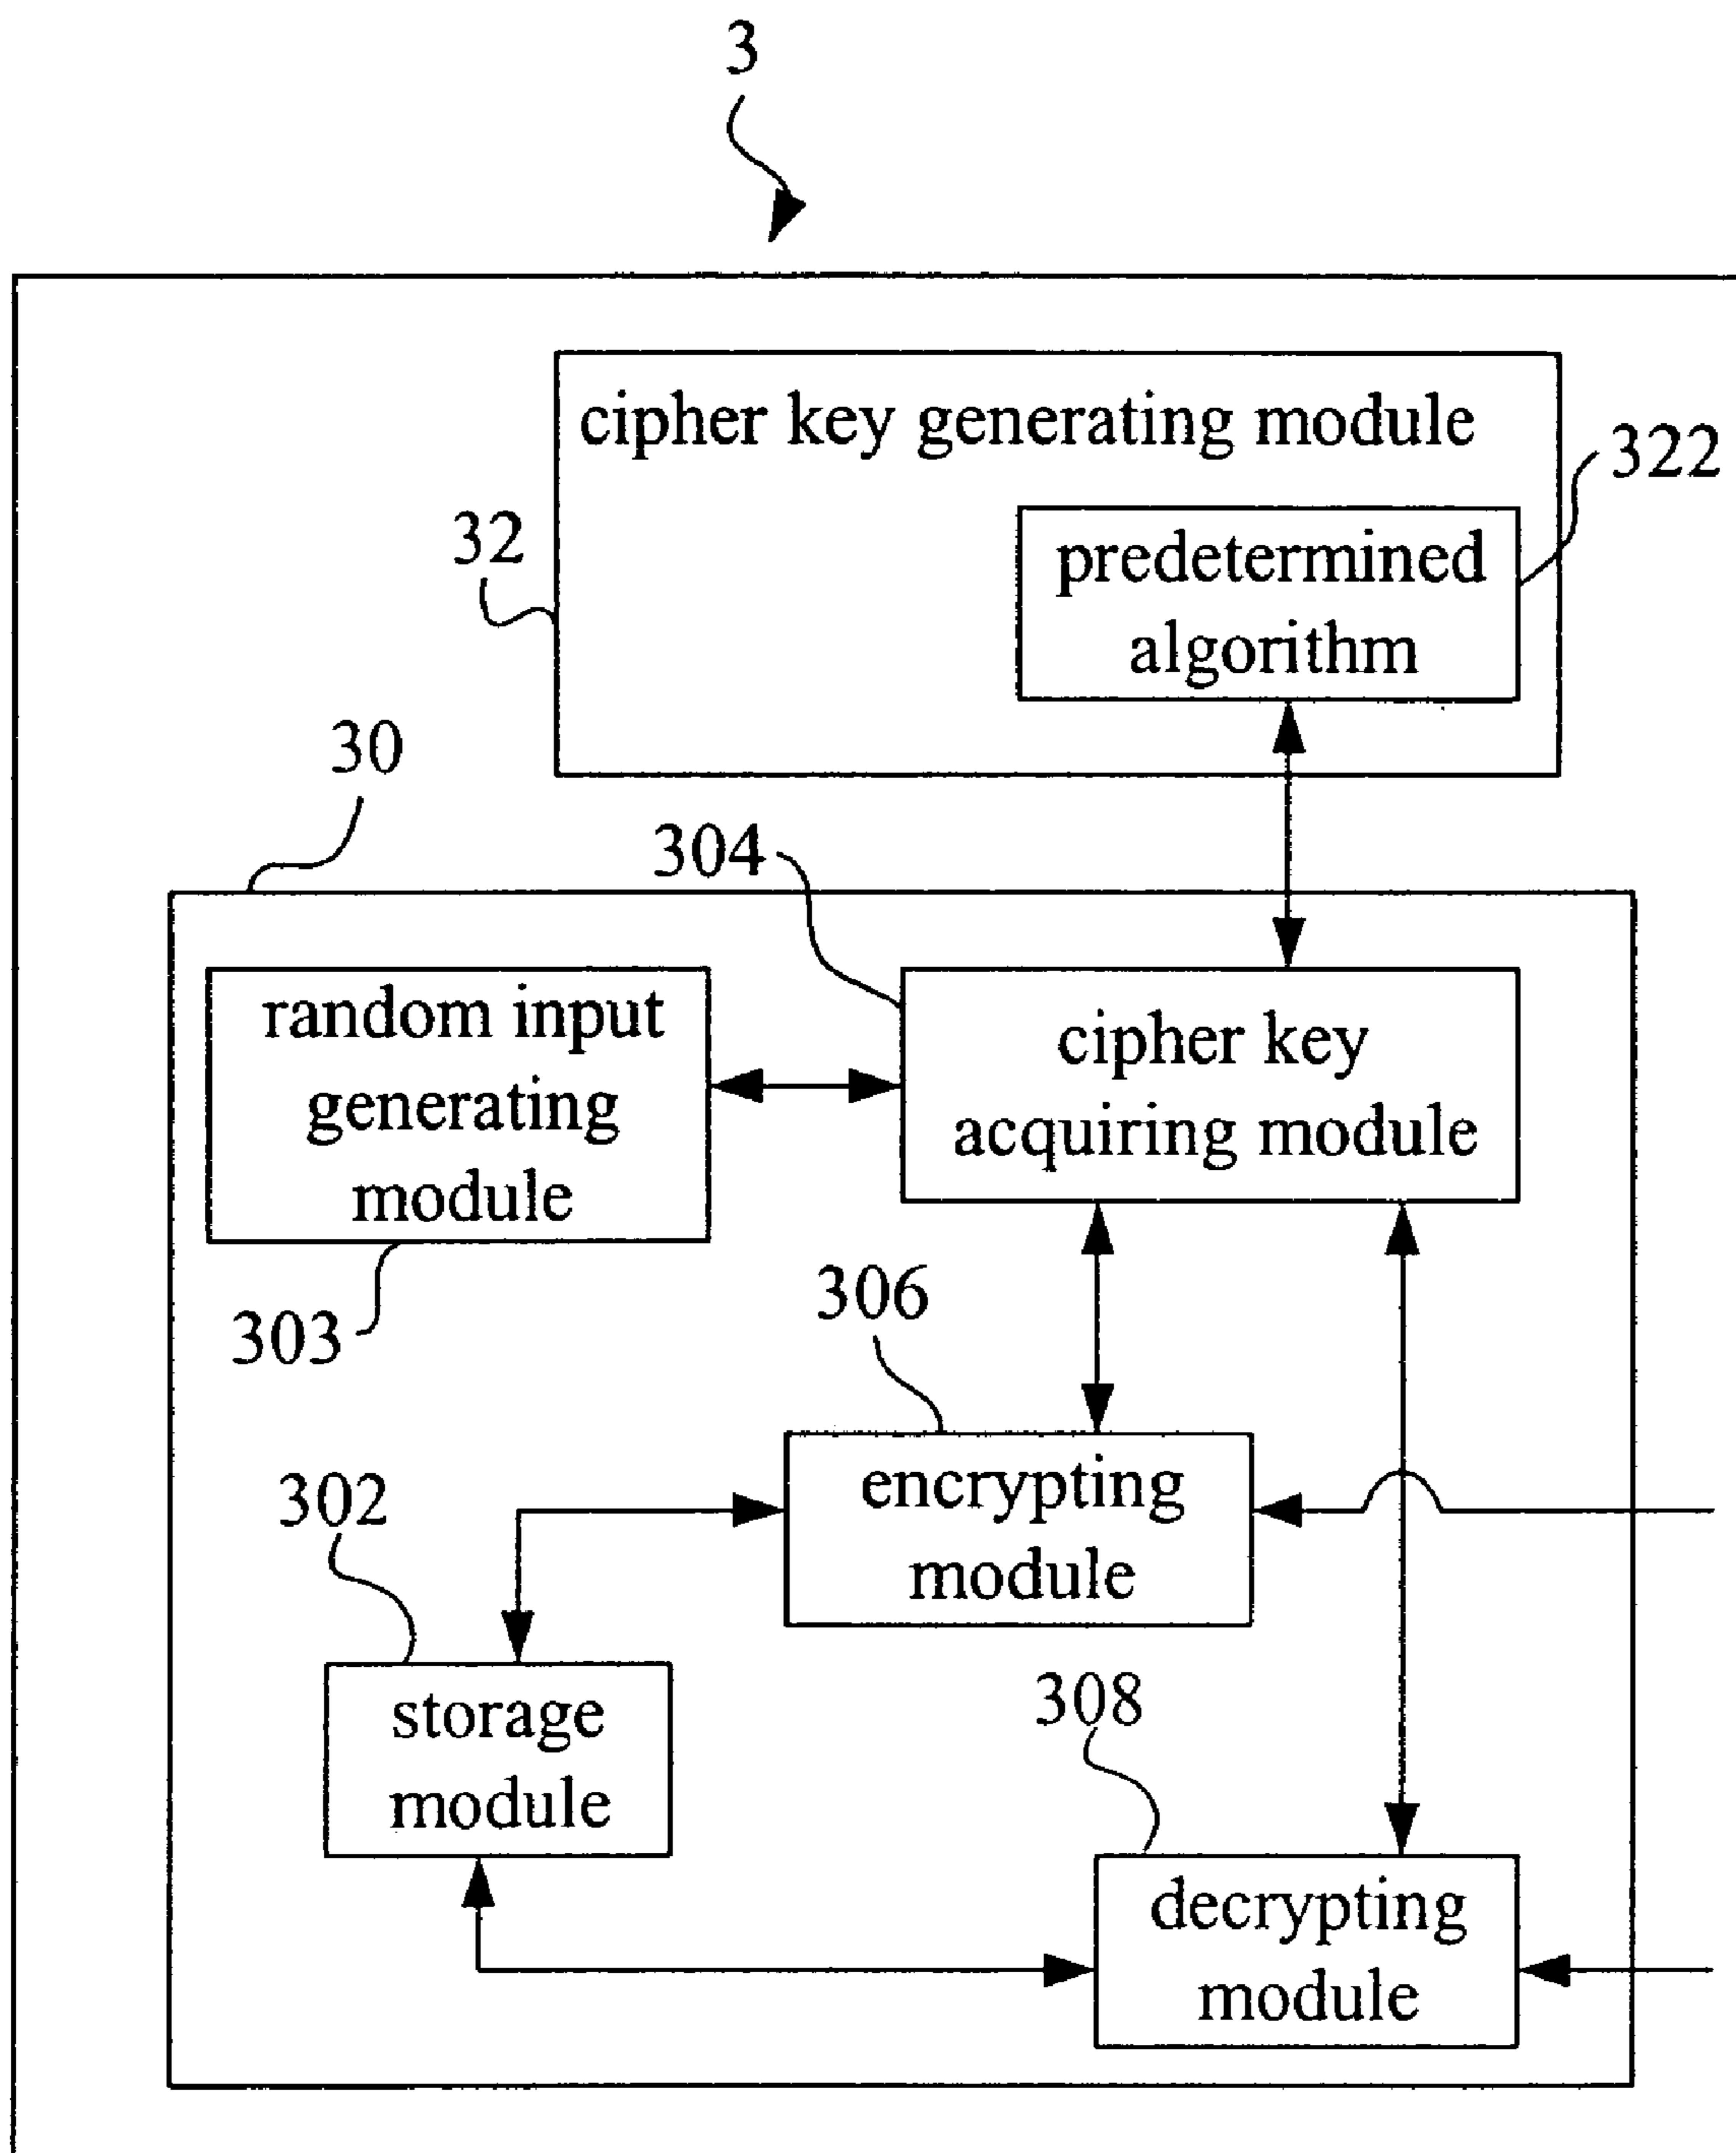 3
cipher key generating module
322
32
predetermined
algorithm
30
304
random input
generating
module
cipher key
acquiring module
303
306
encrypting
module
302
storage
module
308
decrypting
module